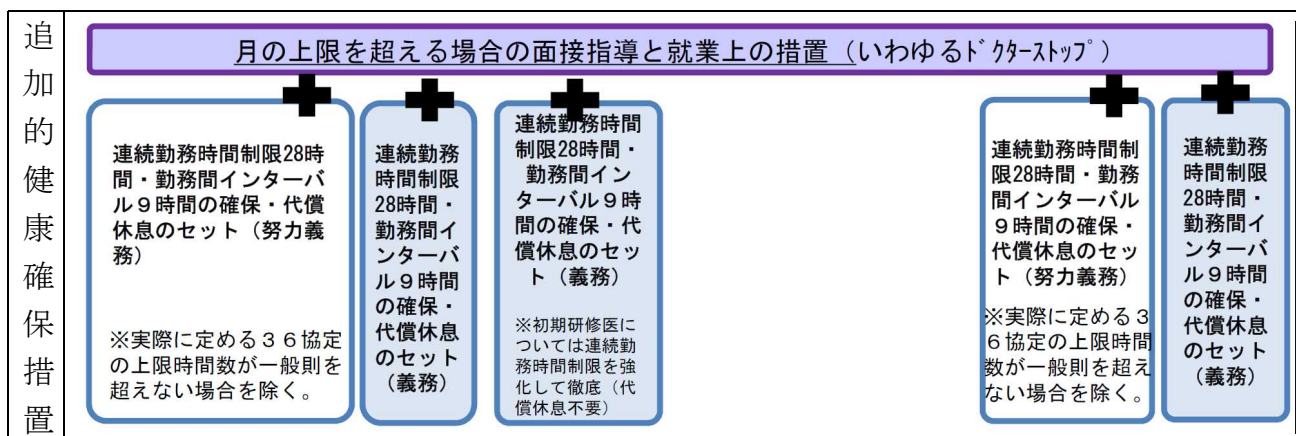 追加的健康確保措置
月の上限を超える場合の面接指導と就業上の措置（いわゆるﾄﾞｸﾀｰｽﾄｯﾌﾟ）
連続勤務時間制限28時
間・勤務間インターバ
ル９時間の確保・代償
休息のセット（努力義
務）
※実際に定める３６協定
の上限時間数が一般則を
超えない場合を除く。
連続勤務
時間制限
28時間・
勤務間イ
ンターバ
ル９時間
の確保・
代償休息
のセット
（義務）
連続勤務時間
制限28時間・
勤務間イン
ターバル９時
間の確保・代
償休息のセッ
ト（義務）
※初期研修医に
ついては連続勤
務時間制限を強
化して徹底（代
償休息不要）
連続勤務時間制
限28時間・勤務
間インターバル
９時間の確保・
代償休息のセッ
ト（努力義務）
※実際に定める３
６協定の上限時間
数が一般則を超え
ない場合を除く。
連続勤務
時間制限
28時間・
勤務間イ
ンターバ
ル９時間
の確保・
代償休息
のセット
（義務）